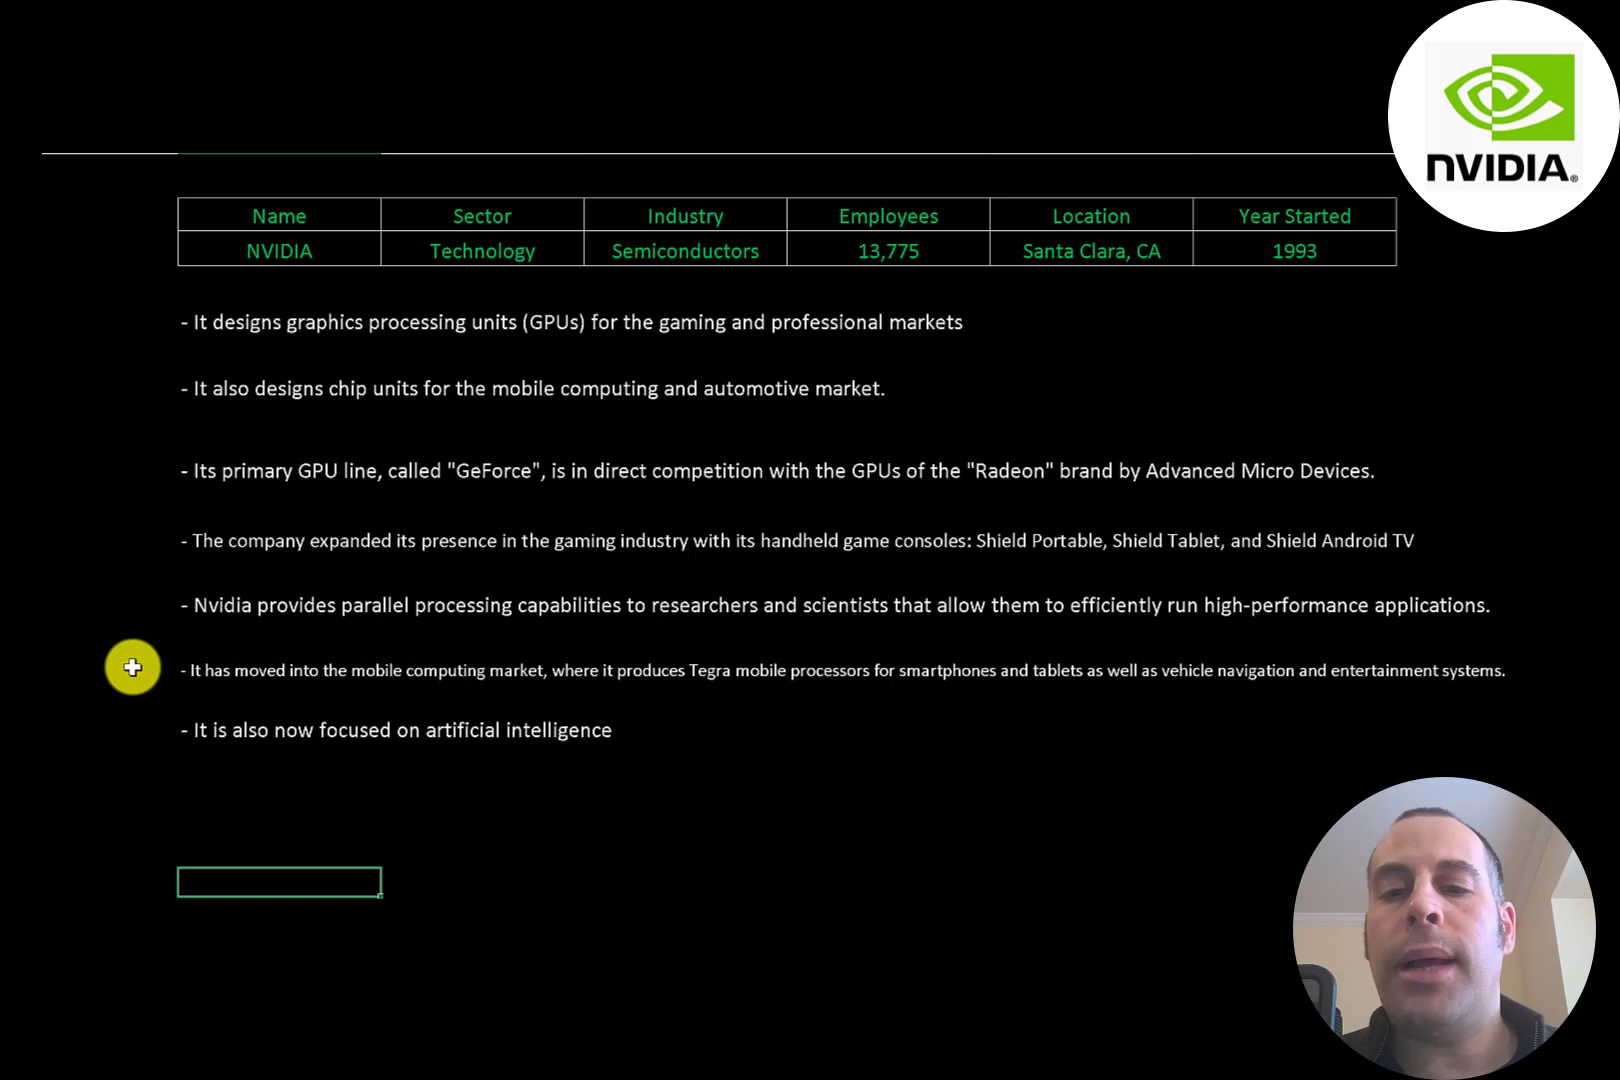 NVIDIA.
Name Sector Industry Employees Location Year Started
NVIDIA Technology Semiconductors 13,775 Santa Clara, CA 1993
- It designs graphics processing units (GPUs) for the gaming and professional markets
- It also designs chip units for the mobile computing and automotive market.
- Its primary GPU line, called "GeForce", is in direct competition with the GPUs of the "Radeon" brand by Advanced Micro Devices.
- The company expanded its presence in the gaming industry with its handheld game consoles: Shield Portable, Shield Tablet, and Shield Android TV
- Nvidia provides parallel processing capabilities to researchers and scientists that allow them to efficiently run high-performance applications.
- It has moved into the mobile computing market, where it produces Tegra mobile processors for smartphones and tablets as well as vehicle navigation and entertainment systems.
- It is also now focused on artificial intelligence